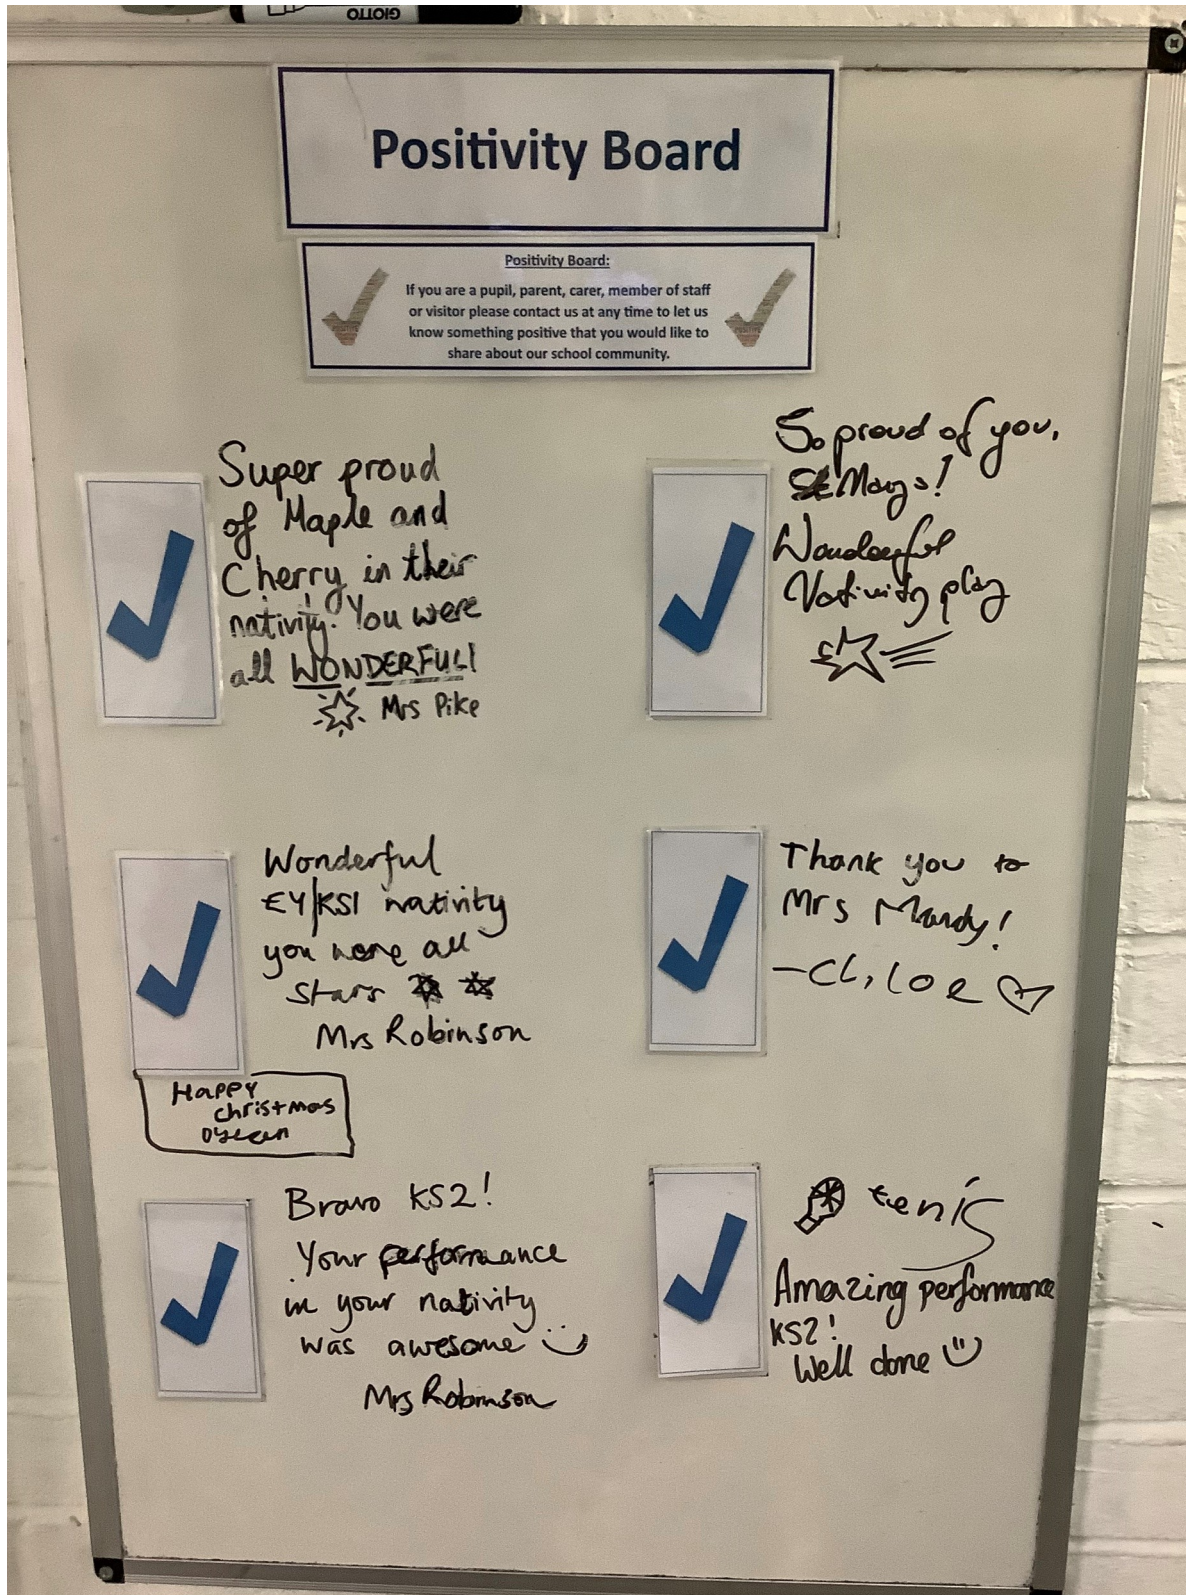 GIOTTO
Positivity Board
Positivity Board:
If you are a pupil, parent, carer, member of staff
or visitor please contact us at any time to let us
know something positive that you would like to
share about our school community.
Super proud
of Maple and
Cherry in their
nativity. You were
all WONDERFUL!
Mrs Pike
So proud of you,
St Marys!
Wonderful
Nativity play
Wonderful
EY/KS1 nativity
you were all
stars
Mrs Robinson
Thank you to
Mrs Mandy!
-Chloe
Happy
christmas
Bravo KS2!
Your performance
in your nativity
was awesome
Mrs Robinson
tenis
Amazing performance
KS2!
Well done